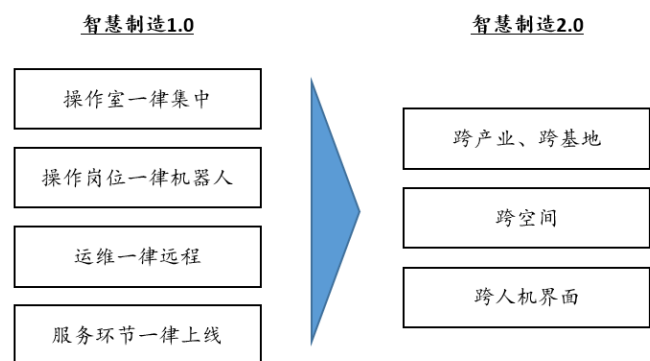 智慧制造1.0
操作室一律集中
操作岗位一律机器人
运维一律远程
服务环节一律上线
智慧制造2.0
跨产业、跨基地
跨空间
跨人机界面